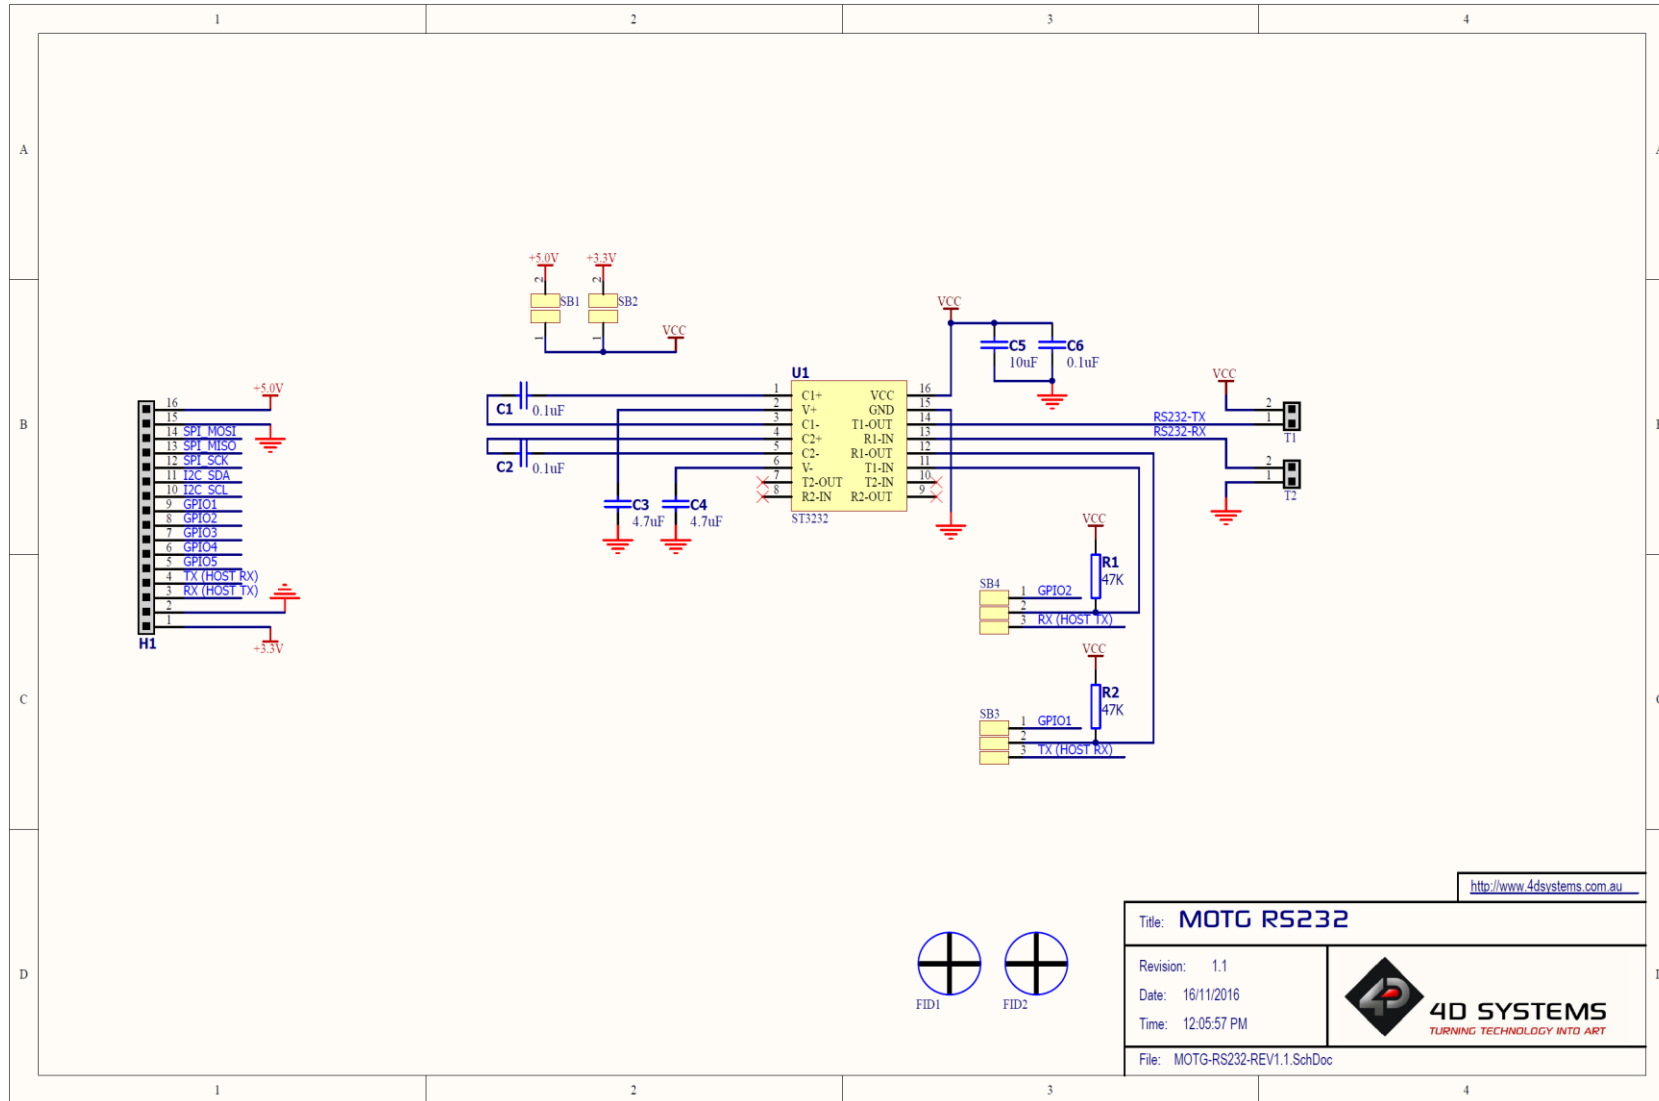 1 2 3 4
A A
+5.0V +3.3V
2 2
SB1 SB2
1 1
VCC
VCC
C5 C6
10uF 0.1uF
U1
C1 0.1uF
C2 0.1uF
1 C1+ VCC 16
2 V+ GND 15
3 C1- T1-OUT 14
4 C2+ R1-IN 13
5 C2- R1-OUT 12
6 V- T1-IN 11
7 T2-OUT T2-IN 10
8 R2-IN R2-OUT 9
ST3232
C3 C4
4.7uF 4.7uF
VCC
RS232-TX
RS232-RX
2
1
T1
2
1
T2
B
+5.0V
16
15
14 SPI_MOSI
13 SPI_MISO
12 SPI_SCK
11 I2C_SDA
10 I2C_SCL
9 GPIO1
8 GPIO2
7 GPIO3
6 GPIO4
5 GPIO5
4 TX (HOST RX)
3 RX (HOST TX)
2
1
H1
+3.3V
VCC
R1
47K
SB4
1 GPIO2
2
3 RX (HOST TX)
VCC
R2
47K
SB3
1 GPIO1
2
3 TX (HOST RX)
C
D
FID1 FID2
http://www.4dsystems.com.au
Title: MOTG RS232
Revision: 1.1
Date: 16/11/2016
Time: 12:05:57 PM
4D SYSTEMS
TURNING TECHNOLOGY INTO ART
File: MOTG-RS232-REV1.1.SchDoc
1 2 3 4